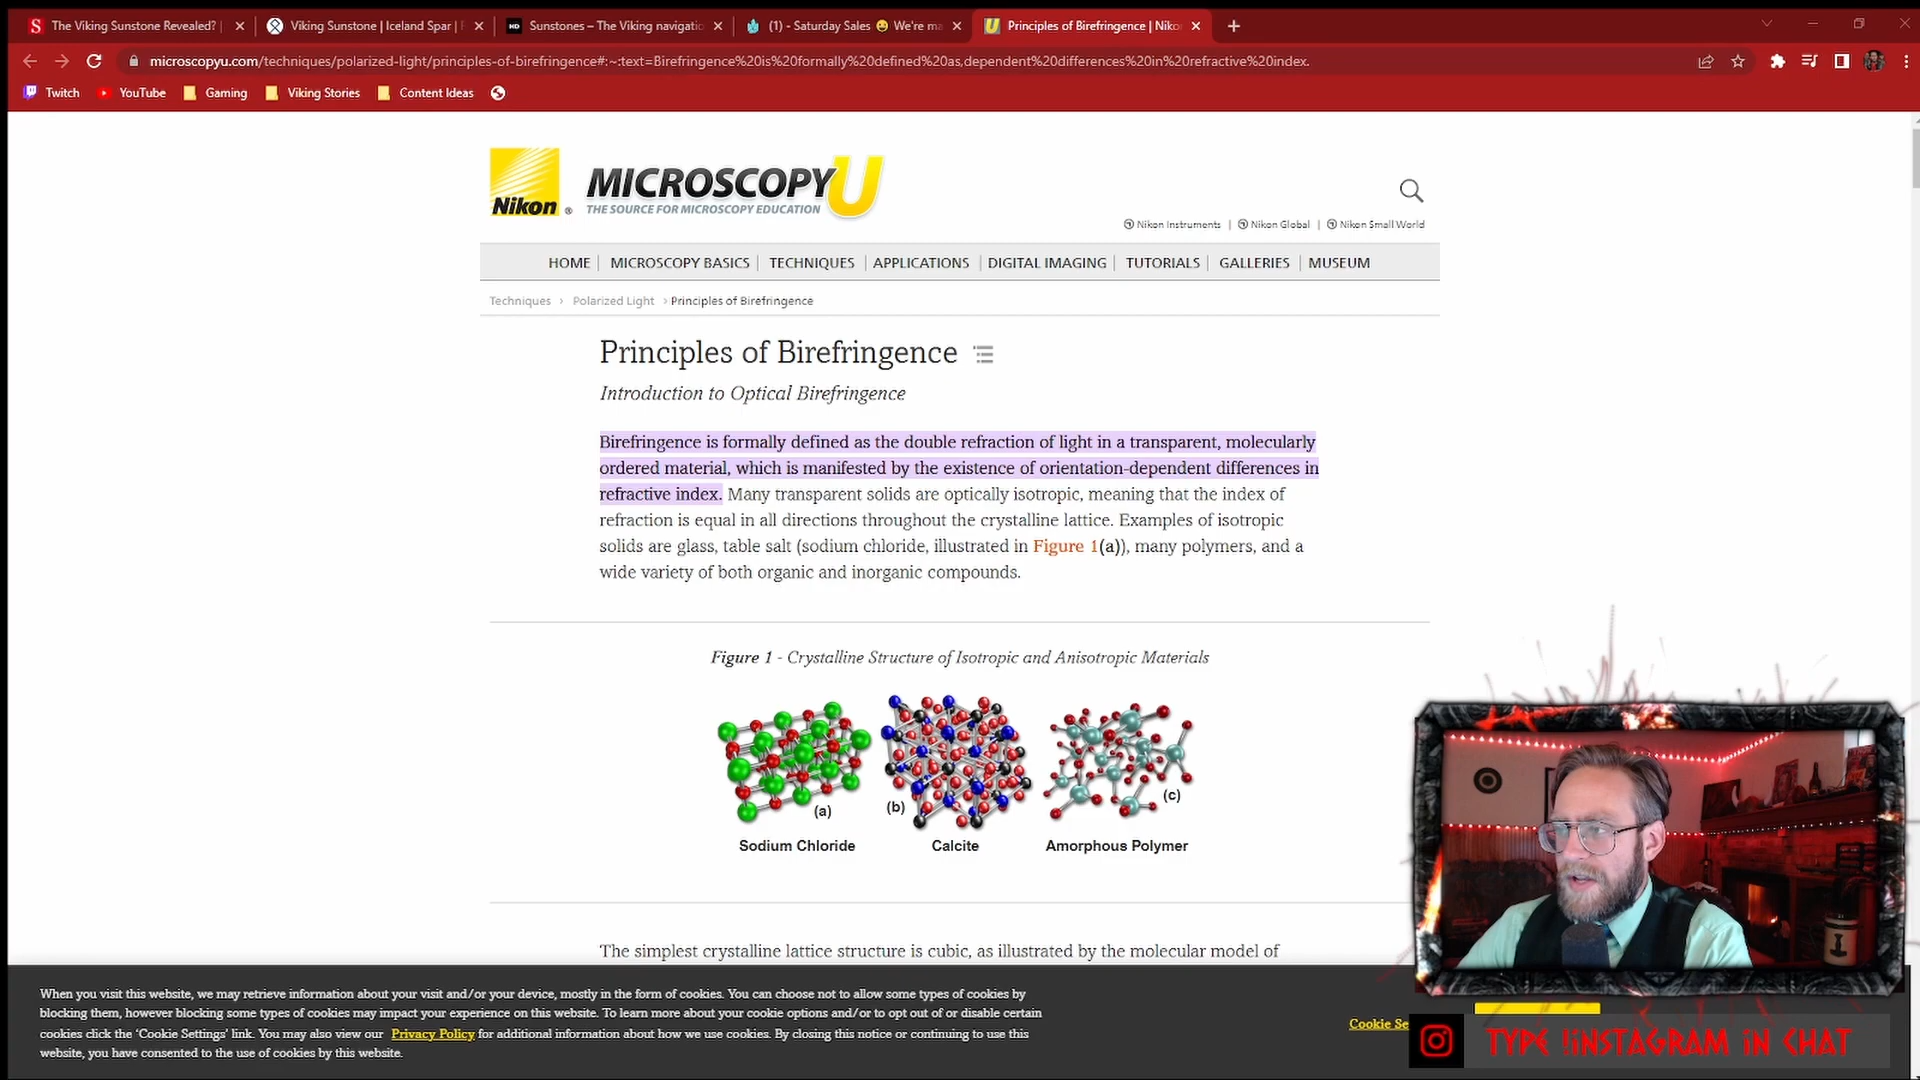 The Viking Sunstone Revealed? |
Viking Sunstone | Iceland Spar |
Sunstones – The Viking navigatio
(1) - Saturday Sales 😀 We're ma
Principles of Birefringence | Niko
microscopyu.com/techniques/polarized-light/principles-of-birefringence#:~:text=Birefringence%20is%20formally%20defined%20as,dependent%20differences%20in%20refractive%20index.
Twitch
YouTube
Gaming
Viking Stories
Content Ideas
Nikon ®
MICROSCOPYU
THE SOURCE FOR MICROSCOPY EDUCATION
Nikon Instruments | Nikon Global | Nikon Small World
HOME | MICROSCOPY BASICS | TECHNIQUES | APPLICATIONS | DIGITAL IMAGING | TUTORIALS | GALLERIES | MUSEUM
Techniques › Polarized Light › Principles of Birefringence
Principles of Birefringence
Introduction to Optical Birefringence
Birefringence is formally defined as the double refraction of light in a transparent, molecularly
ordered material, which is manifested by the existence of orientation-dependent differences in
refractive index. Many transparent solids are optically isotropic, meaning that the index of
refraction is equal in all directions throughout the crystalline lattice. Examples of isotropic
solids are glass, table salt (sodium chloride, illustrated in Figure 1(a)), many polymers, and a
wide variety of both organic and inorganic compounds.
Figure 1 - Crystalline Structure of Isotropic and Anisotropic Materials
(a) (b) (c)
Sodium Chloride Calcite Amorphous Polymer
The simplest crystalline lattice structure is cubic, as illustrated by the molecular model of
When you visit this website, we may retrieve information about your visit and/or your device, mostly in the form of cookies. You can choose not to allow some types of cookies by
blocking them, however blocking some types of cookies may impact your experience on this website. To learn more about your cookie options and/or to opt out of or disable certain
cookies click the 'Cookie Settings' link. You may also view our Privacy Policy for additional information about how we use cookies. By closing this notice or continuing to use this
website, you have consented to the use of cookies by this website.
Cookie Se
TYPE !INSTAGRAM IN CHAT